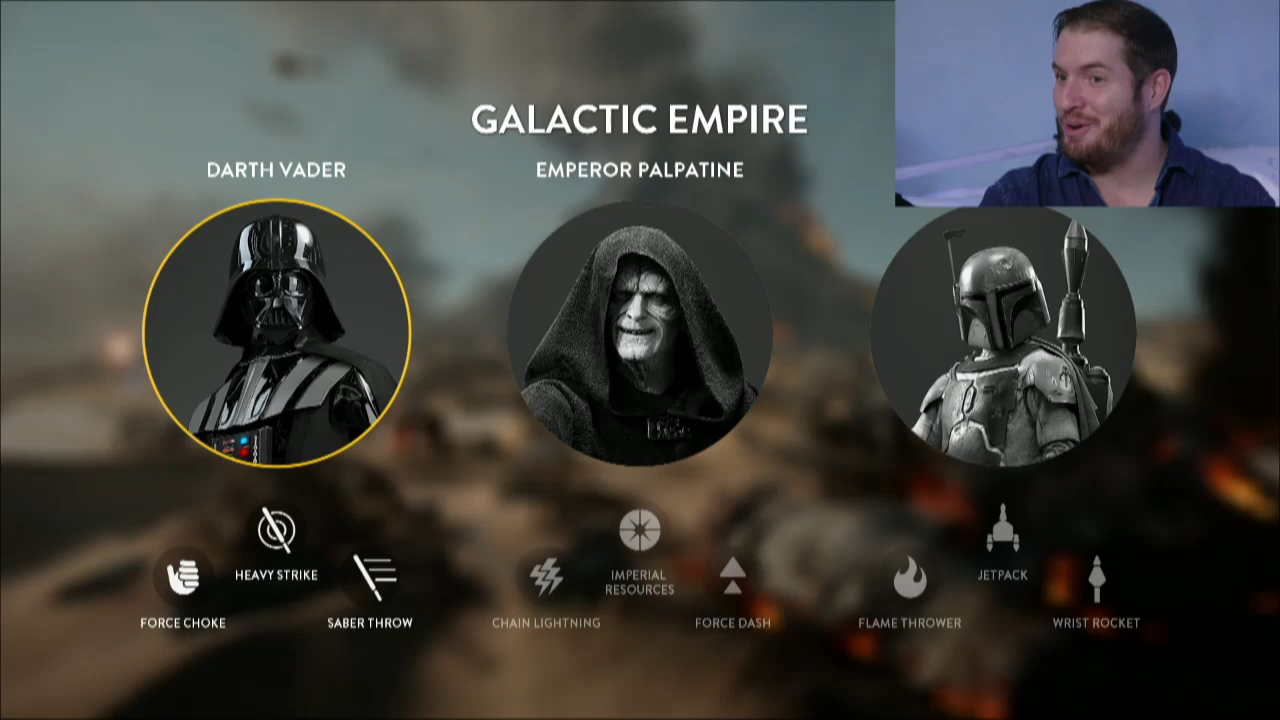 GALACTIC EMPIRE
DARTH VADER
EMPEROR PALPATINE
HEAVY STRIKE
FORCE CHOKE
SABER THROW
IMPERIAL
RESOURCES
CHAIN LIGHTNING
FORCE DASH
JETPACK
FLAME THROWER
WRIST ROCKET